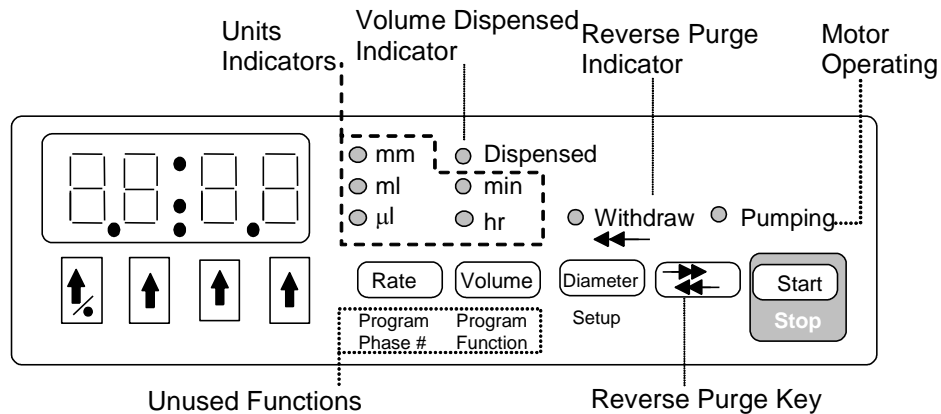 Units
Indicators
Volume Dispensed
Indicator
Reverse Purge
Indicator
Motor
Operating
mm
ml
µl
Dispensed
min
hr
Withdraw
Pumping
Rate
Volume
Diameter
Start
Program
Phase #
Program
Function
Setup
Stop
Unused Functions
Reverse Purge Key